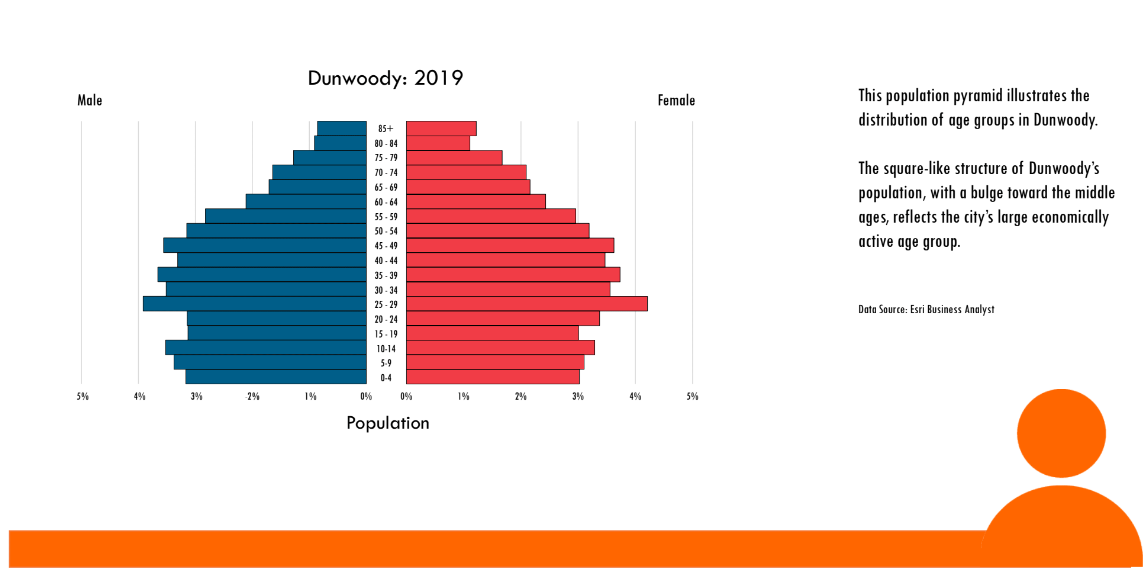 Dunwoody: 2019
Male
Female
85+
80 - 84
75 - 79
70 - 74
65 - 69
60 - 64
55 - 59
50 - 54
45 - 49
40 - 44
35 - 39
30 - 34
25 - 29
20 - 24
15 - 19
10-14
5-9
0-4
5% 4% 3% 2% 1% 0% 0% 1% 2% 3% 4% 5%
Population
This population pyramid illustrates the
distribution of age groups in Dunwoody.
The square-like structure of Dunwoody's
population, with a bulge toward the middle
ages, reflects the city's large economically
active age group.
Data Source: Esri Business Analyst